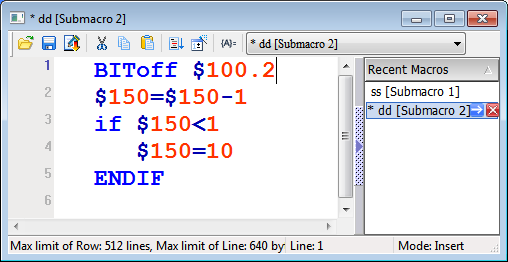 * dd [Submacro 2]
{A}= * dd [Submacro 2]
1 BIToff $100.2
2 $150=$150-1
3 if $150<1
4 $150=10
5 ENDIF
6
Recent Macros
ss [Submacro 1]
* dd [Submacro 2]
Max limit of Row: 512 lines, Max limit of Line: 640 by Line: 1 Mode: Insert